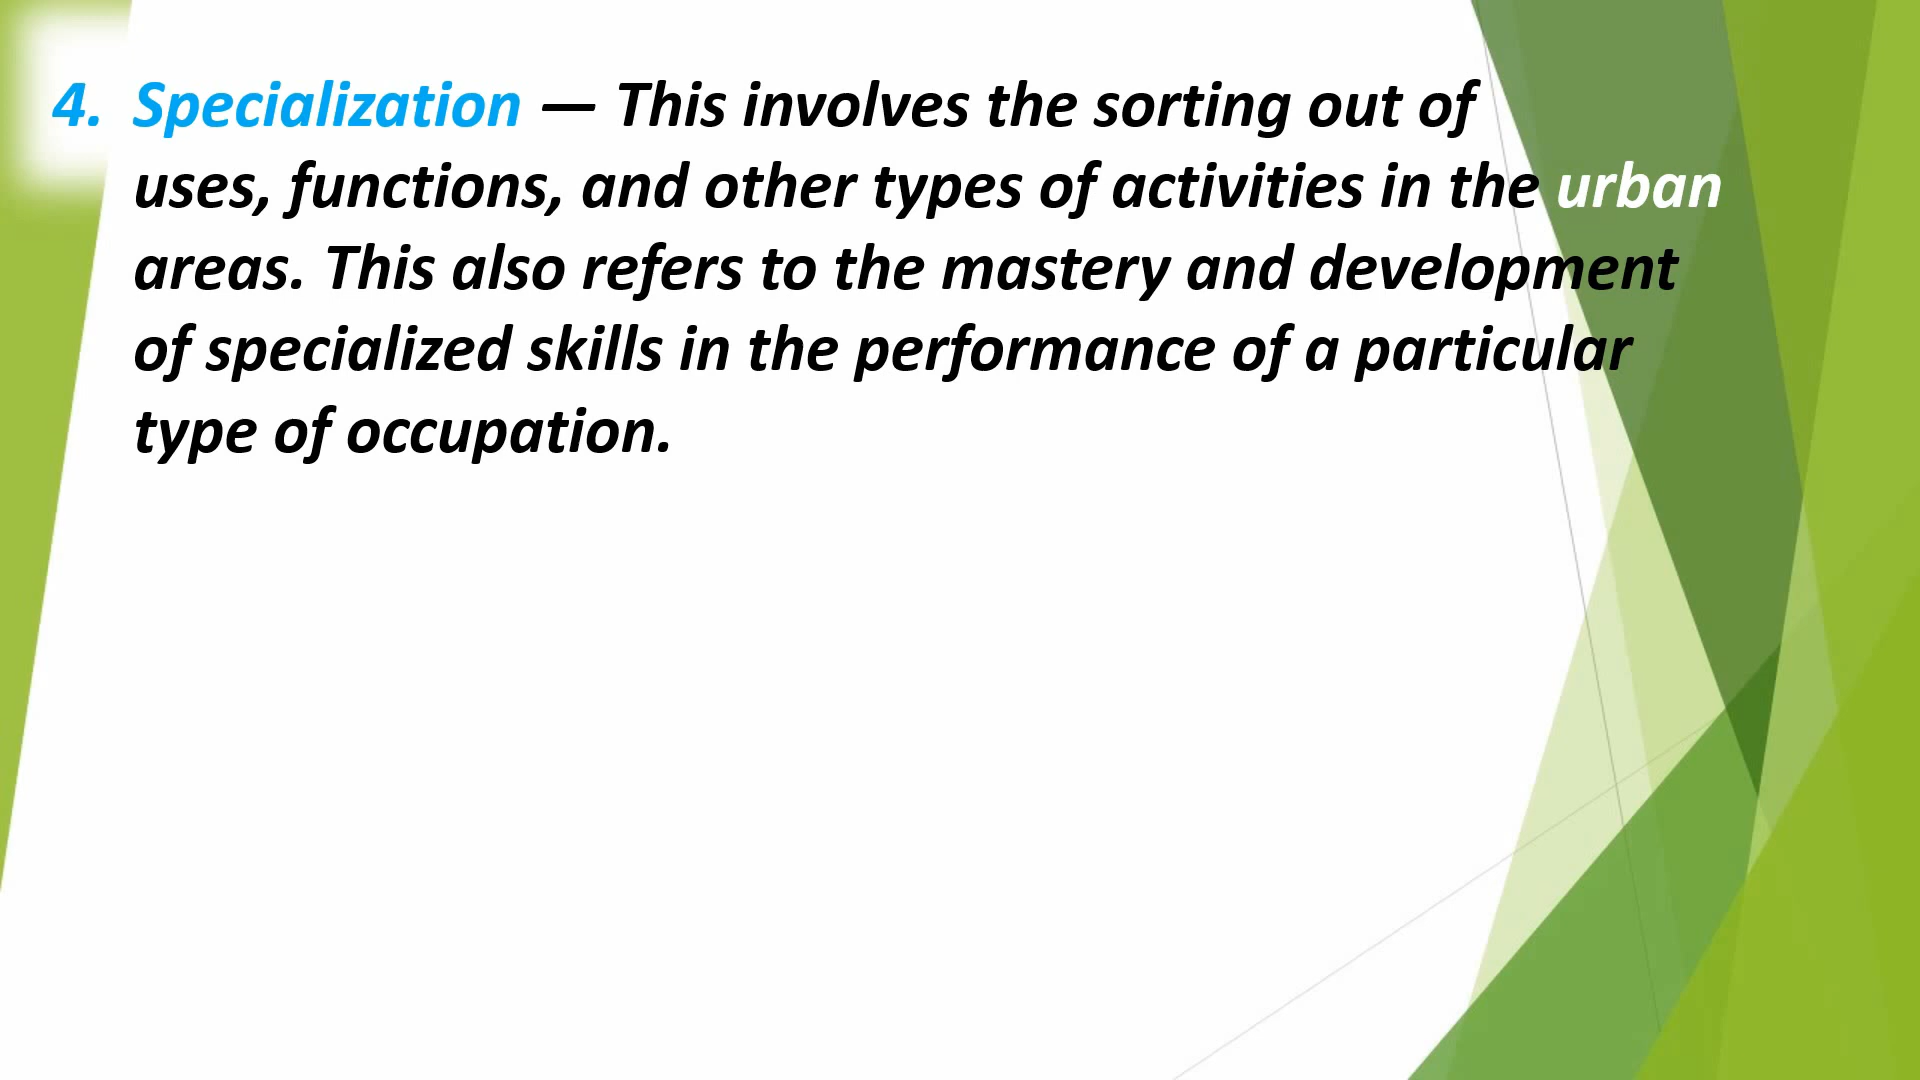 4. Specialization — This involves the sorting out of
uses, functions, and other types of activities in the urban
areas. This also refers to the mastery and development
of specialized skills in the performance of a particular
type of occupation.